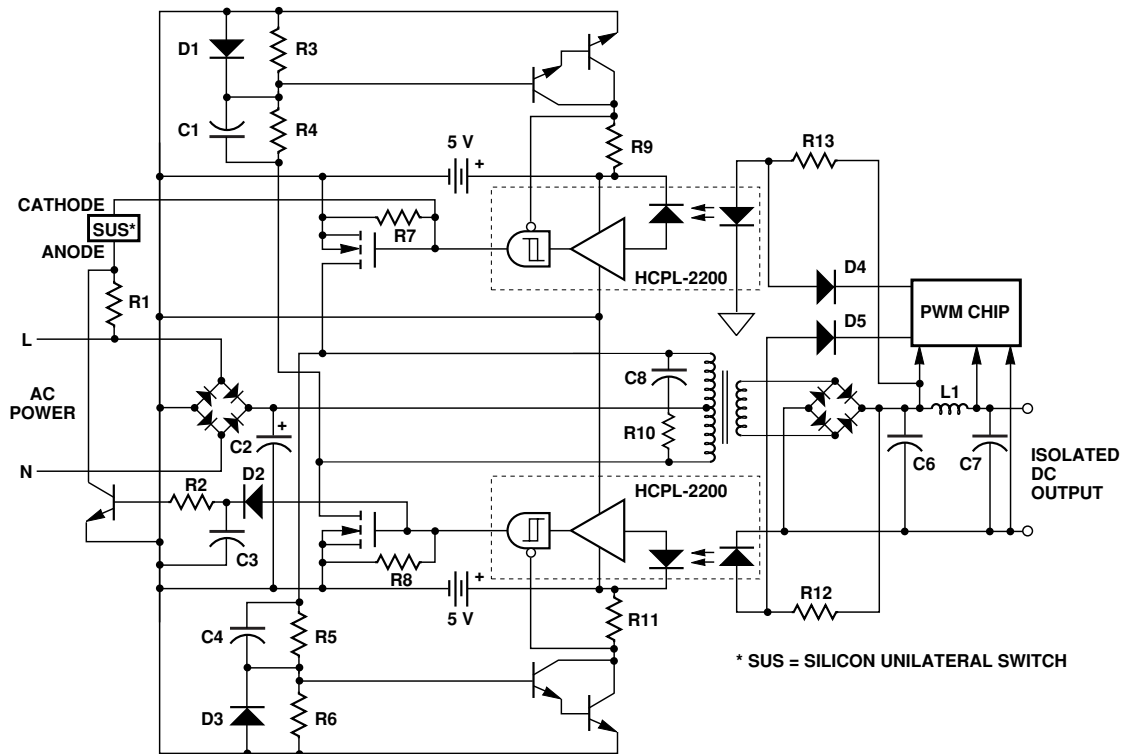 D1
R3
C1
R4
5 V
+
R9
R13
CATHODE
SUS*
ANODE
R7
HCPL-2200
D4
R1
PWM CHIP
D5
L
C8
L1
AC
POWER
R10
C2
+
C6
C7
N
ISOLATED
DC
OUTPUT
R2
D2
HCPL-2200
C3
R8
+
5 V
R12
R11
C4
R5
* SUS = SILICON UNILATERAL SWITCH
D3
R6